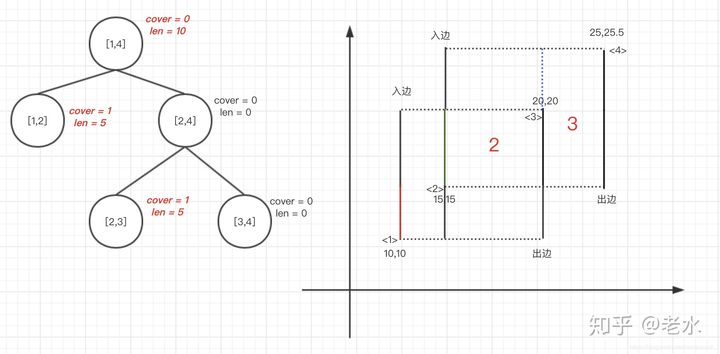 cover = 0
len = 10
[1,4]
[1,2]
cover = 1
len = 5
[2,4]
cover = 0
len = 0
[2,3]
cover = 1
len = 5
[3,4]
cover = 0
len = 0
入边
25,25.5
<4>
入边
20,20
<3>
2
3
<2>
15,15
出边
<1>
10,10
出边
知乎 @老水